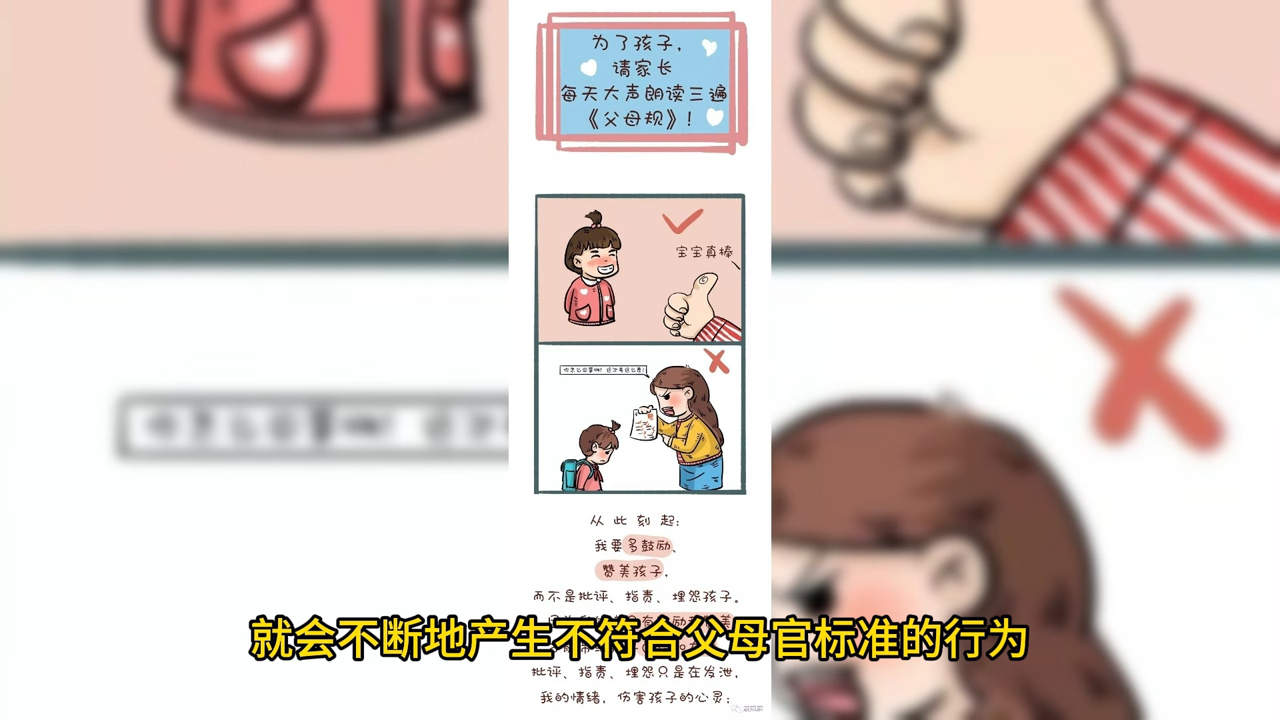 为了孩子，
请家长
每天大声朗读三遍
《父母规》！
宝宝真棒
从此刻起：
我要多鼓励、
赞美孩子，
而不是批评、指责、埋怨孩子。
就会不断地产生不符合父母官标准的行为
批评、指责、埋怨只是在发泄，
我的情绪，伤害孩子的心灵；